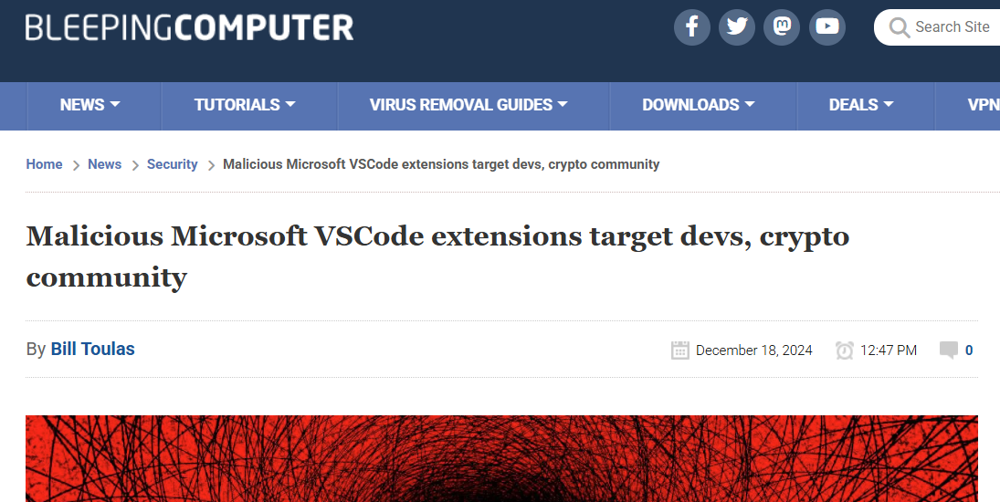 BLEEPINGCOMPUTER
Search Site
NEWS TUTORIALS VIRUS REMOVAL GUIDES DOWNLOADS DEALS VPN
Home News Security Malicious Microsoft VSCode extensions target devs, crypto community
Malicious Microsoft VSCode extensions target devs, crypto
community
By Bill Toulas December 18, 2024 12:47 PM 0